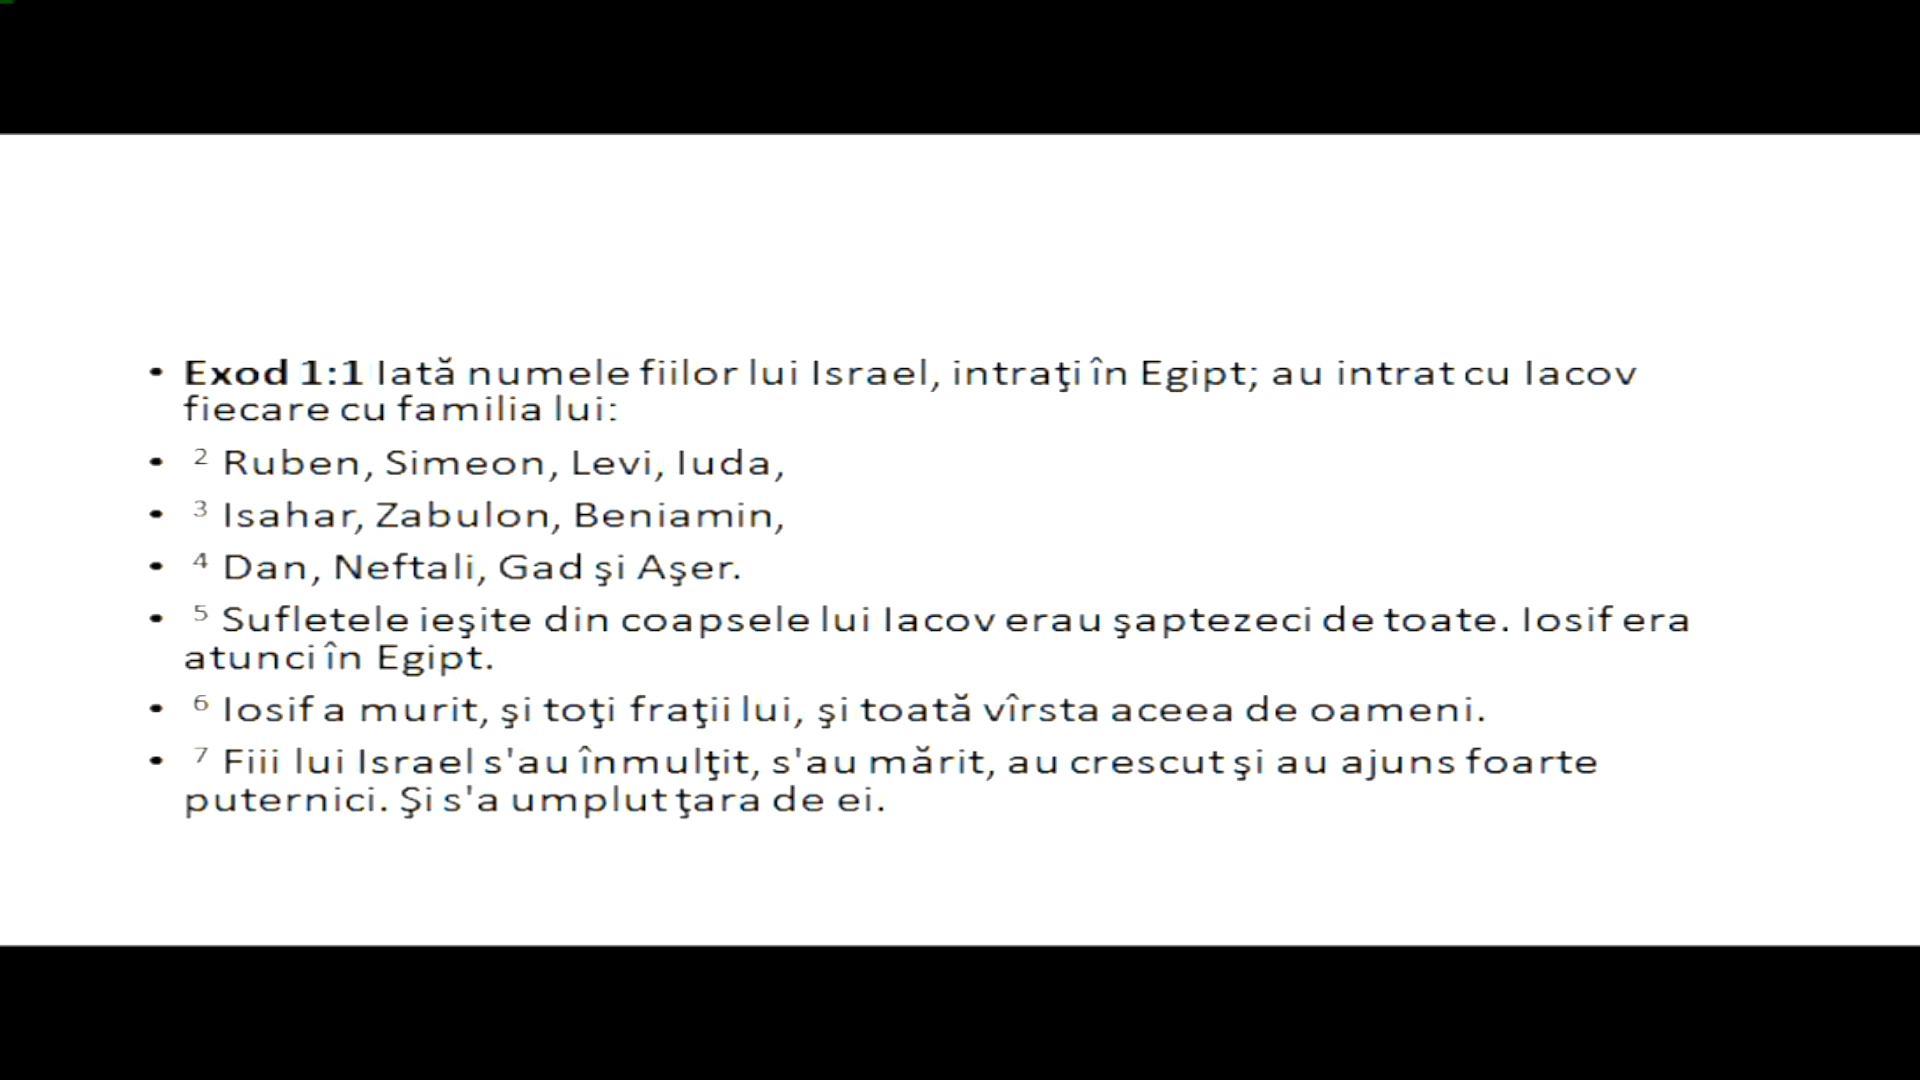 • Exod 1:1 Iată numele fiilor lui Israel, intraţi în Egipt; au intrat cu Iacov
fiecare cu familia lui:
• 2 Ruben, Simeon, Levi, Iuda,
• 3 Isahar, Zabulon, Beniamin,
• 4 Dan, Neftali, Gad şi Aşer.
• 5 Sufletele ieşite din coapsele lui Iacov erau şaptezeci de toate. Iosif era
atunci în Egipt.
• 6 Iosif a murit, şi toţi fraţii lui, şi toată vîrsta aceea de oameni.
• 7 Fiii lui Israel s'au înmulţit, s'au mărit, au crescut şi au ajuns foarte
puternici. Şi s'a umplut ţara de ei.